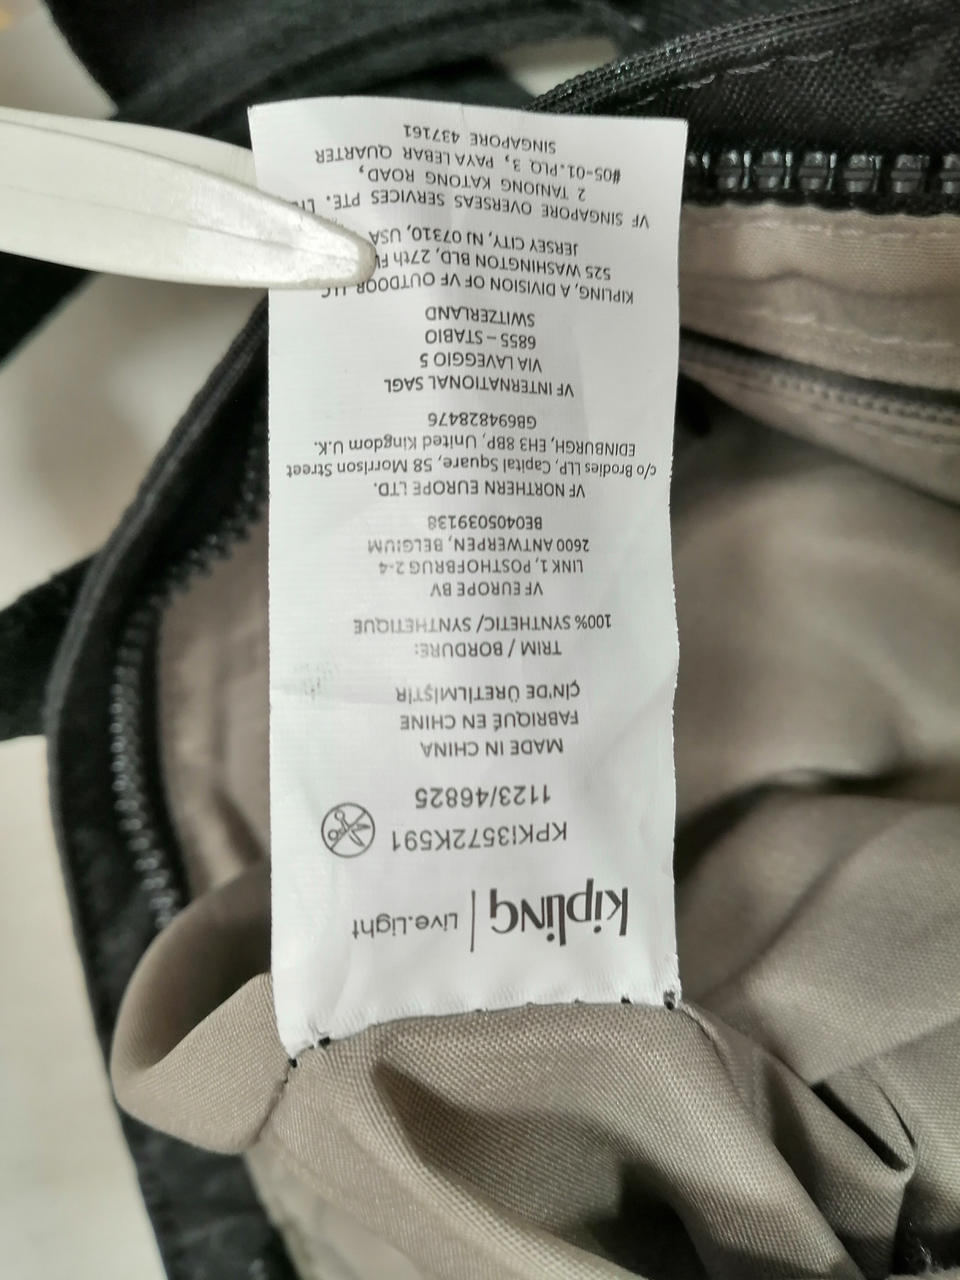 kipling | Live.Light
KPKI3572K591
1123/46825
MADE IN CHINA
FABRIQUÉ EN CHINE
ÇİN'DE ÜRETİLMİŞTİR
TRIM / BORDURE:
100% SYNTHETIC/ SYNTHETIQUE
VF EUROPE BV
LINK 1, POSTHOFBRUG 2-4
2600 ANTWERPEN, BELGIUM
BE0405039138
VF NORTHERN EUROPE LTD.
c/o Brodies LLP, Capital Square, 58 Morrison Street
EDINBURGH, EH3 8BP, United Kingdom U.K.
GB694828476
VF INTERNATIONAL SAGL
VIA LAVEGGIO 5
6855 – STABIO
SWITZERLAND
KIPLING, A DIVISION OF VF OUTDOOR LLC
525 WASHINGTON BLD, 27th
JERSEY CITY, NJ 07310, USA
VF SINGAPORE OVERSEAS SERVICES PTE.
2 TANJONG KATONG ROAD,
#05-01.PLQ 3, PAYA LEBAR QUARTER
SINGAPORE 437161